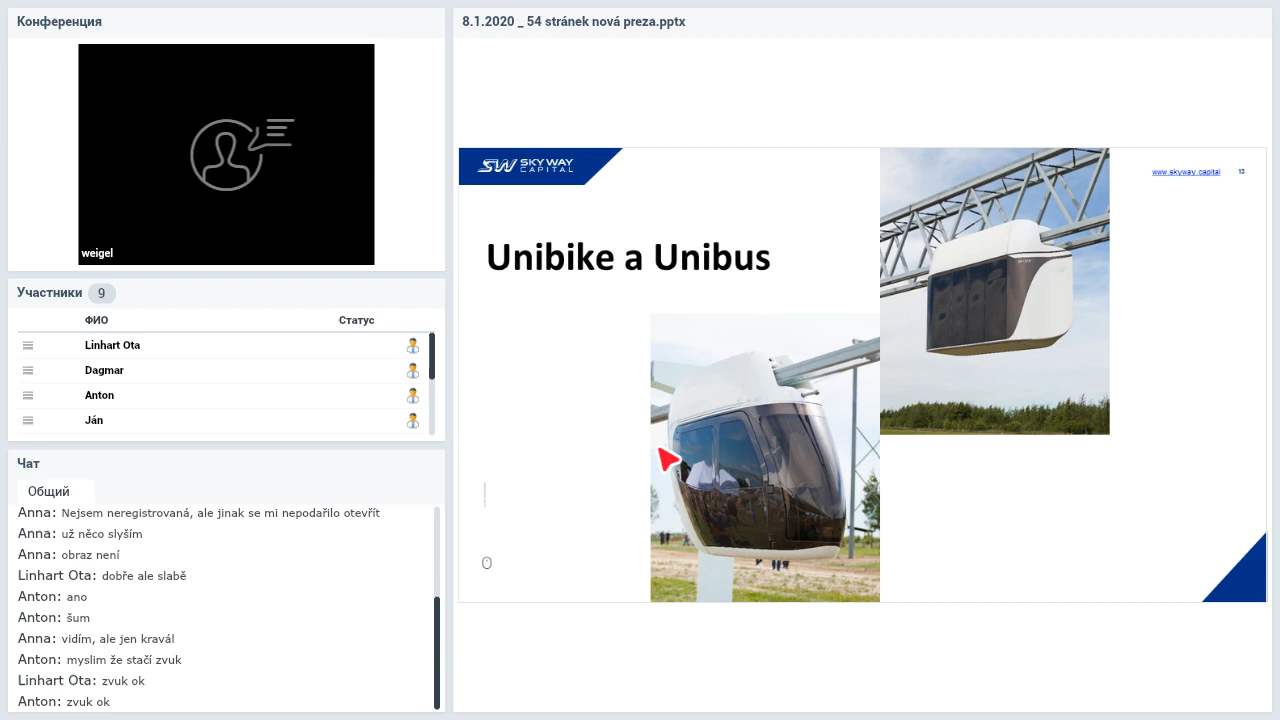 Конференция
weigel
Участники 9
ФИО Статус
Linhart Ota
Dagmar
Anton
Ján
Чат
Общий
Anna: Nejsem neregistrovaná, ale jinak se mi nepodařilo otevřít
Anna: už něco slyším
Anna: obraz není
Linhart Ota: dobře ale slabě
Anton: ano
Anton: šum
Anna: vidím, ale jen kravál
Anton: myslim že stačí zvuk
Linhart Ota: zvuk ok
Anton: zvuk ok
8.1.2020 _ 54 stránek nová preza.pptx
SW SKY WAY
CAPITAL
www.skyway.capital 13
Unibike a Unibus